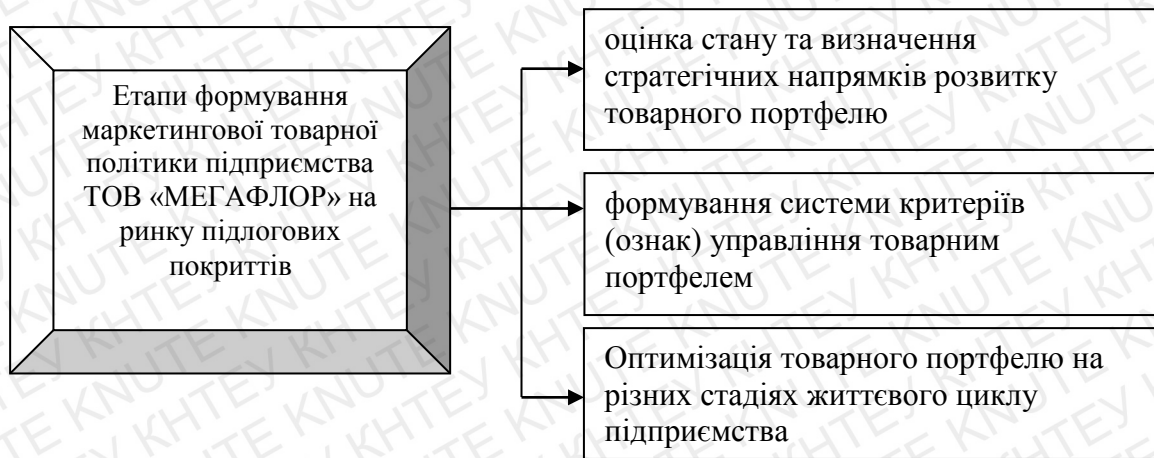 Етапи формування
маркетингової товарної
політики підприємства
ТОВ «МЕГАФЛОР» на
ринку підлогових
покриттів
оцінка стану та визначення
стратегічних напрямків розвитку
товарного портфелю
формування системи критеріїв
(ознак) управління товарним
портфелем
Оптимізація товарного портфелю на
різних стадіях життєвого циклу
підприємства